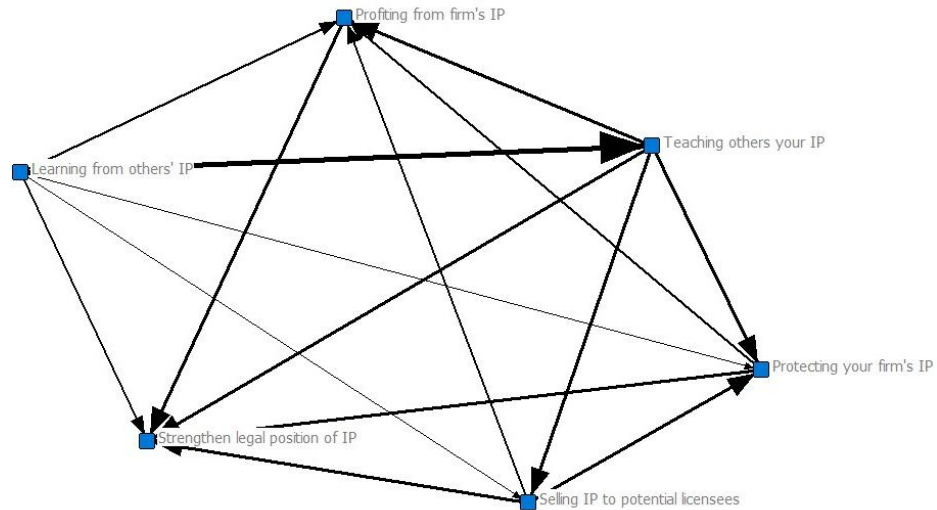 Profiting from firm's IP
Teaching others your IP
Learning from others' IP
Protecting your firm's IP
Strengthen legal position of IP
Selling IP to potential licensees